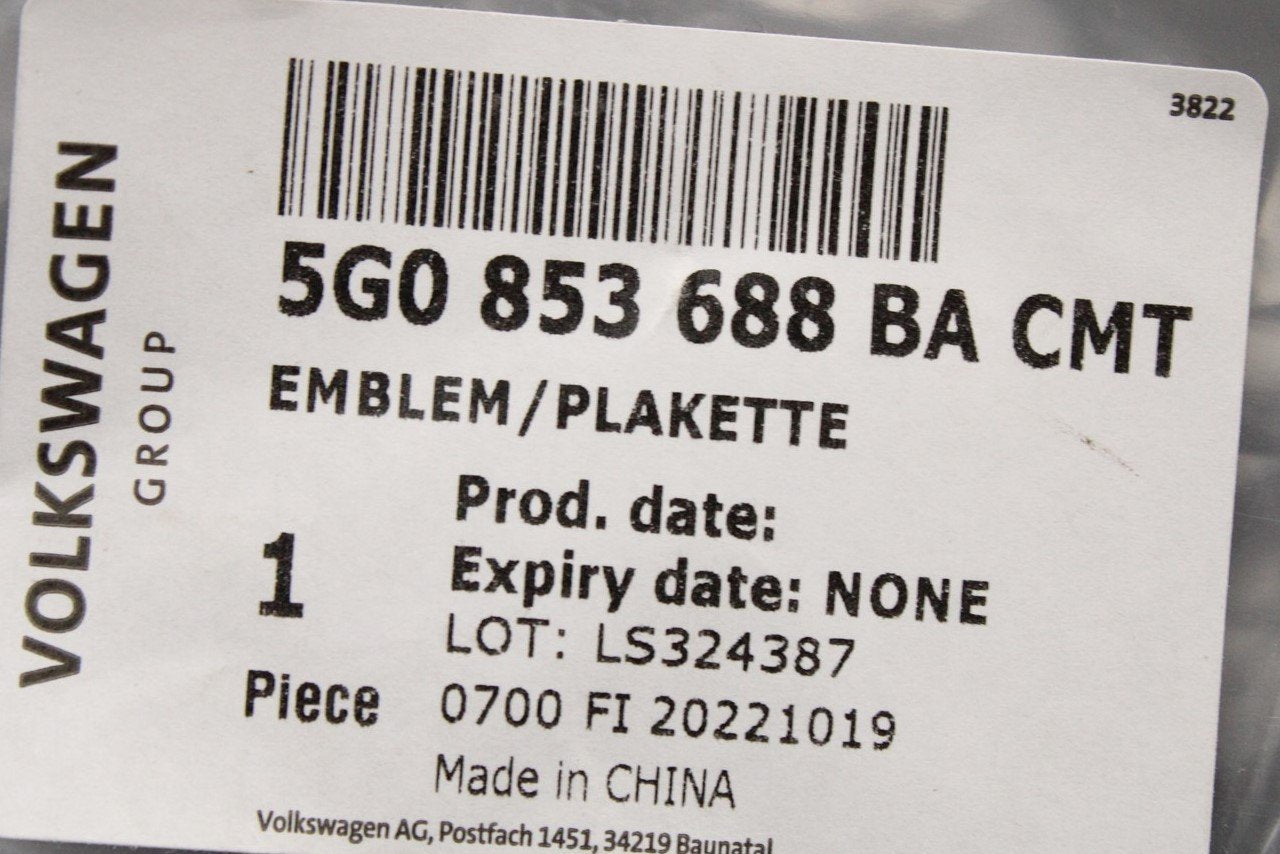 3822
VOLKSWAGEN
GROUP
5G0 853 688 BA CMT
EMBLEM/PLAKETTE
Prod. date:
Expiry date: NONE
1
LOT: LS324387
Piece
0700 FI 20221019
Made in CHINA
Volkswagen AG, Postfach 1451, 34219 Baunatal